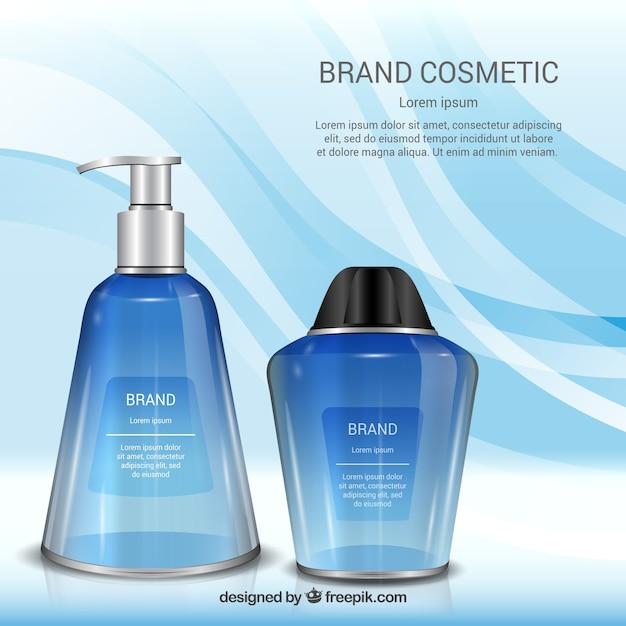 BRAND COSMETIC
Lorem ipsum
Lorem ipsum dolor sit amet, consectetur adipiscing
elit, sed do eiusmod tempor incididunt ut labore et
dolore magna aliqua. Ut enim ad minim veniam.
BRAND
Lorem ipsum
Lorem ipsum dolor
sit amet, consectetur
adipiscing elit, sed
do eiusmod
BRAND
Lorem ipsum
Lorem ipsum dolor
sit amet, consectetur
adipiscing elit, sed
do eiusmod
designed by freepik.com